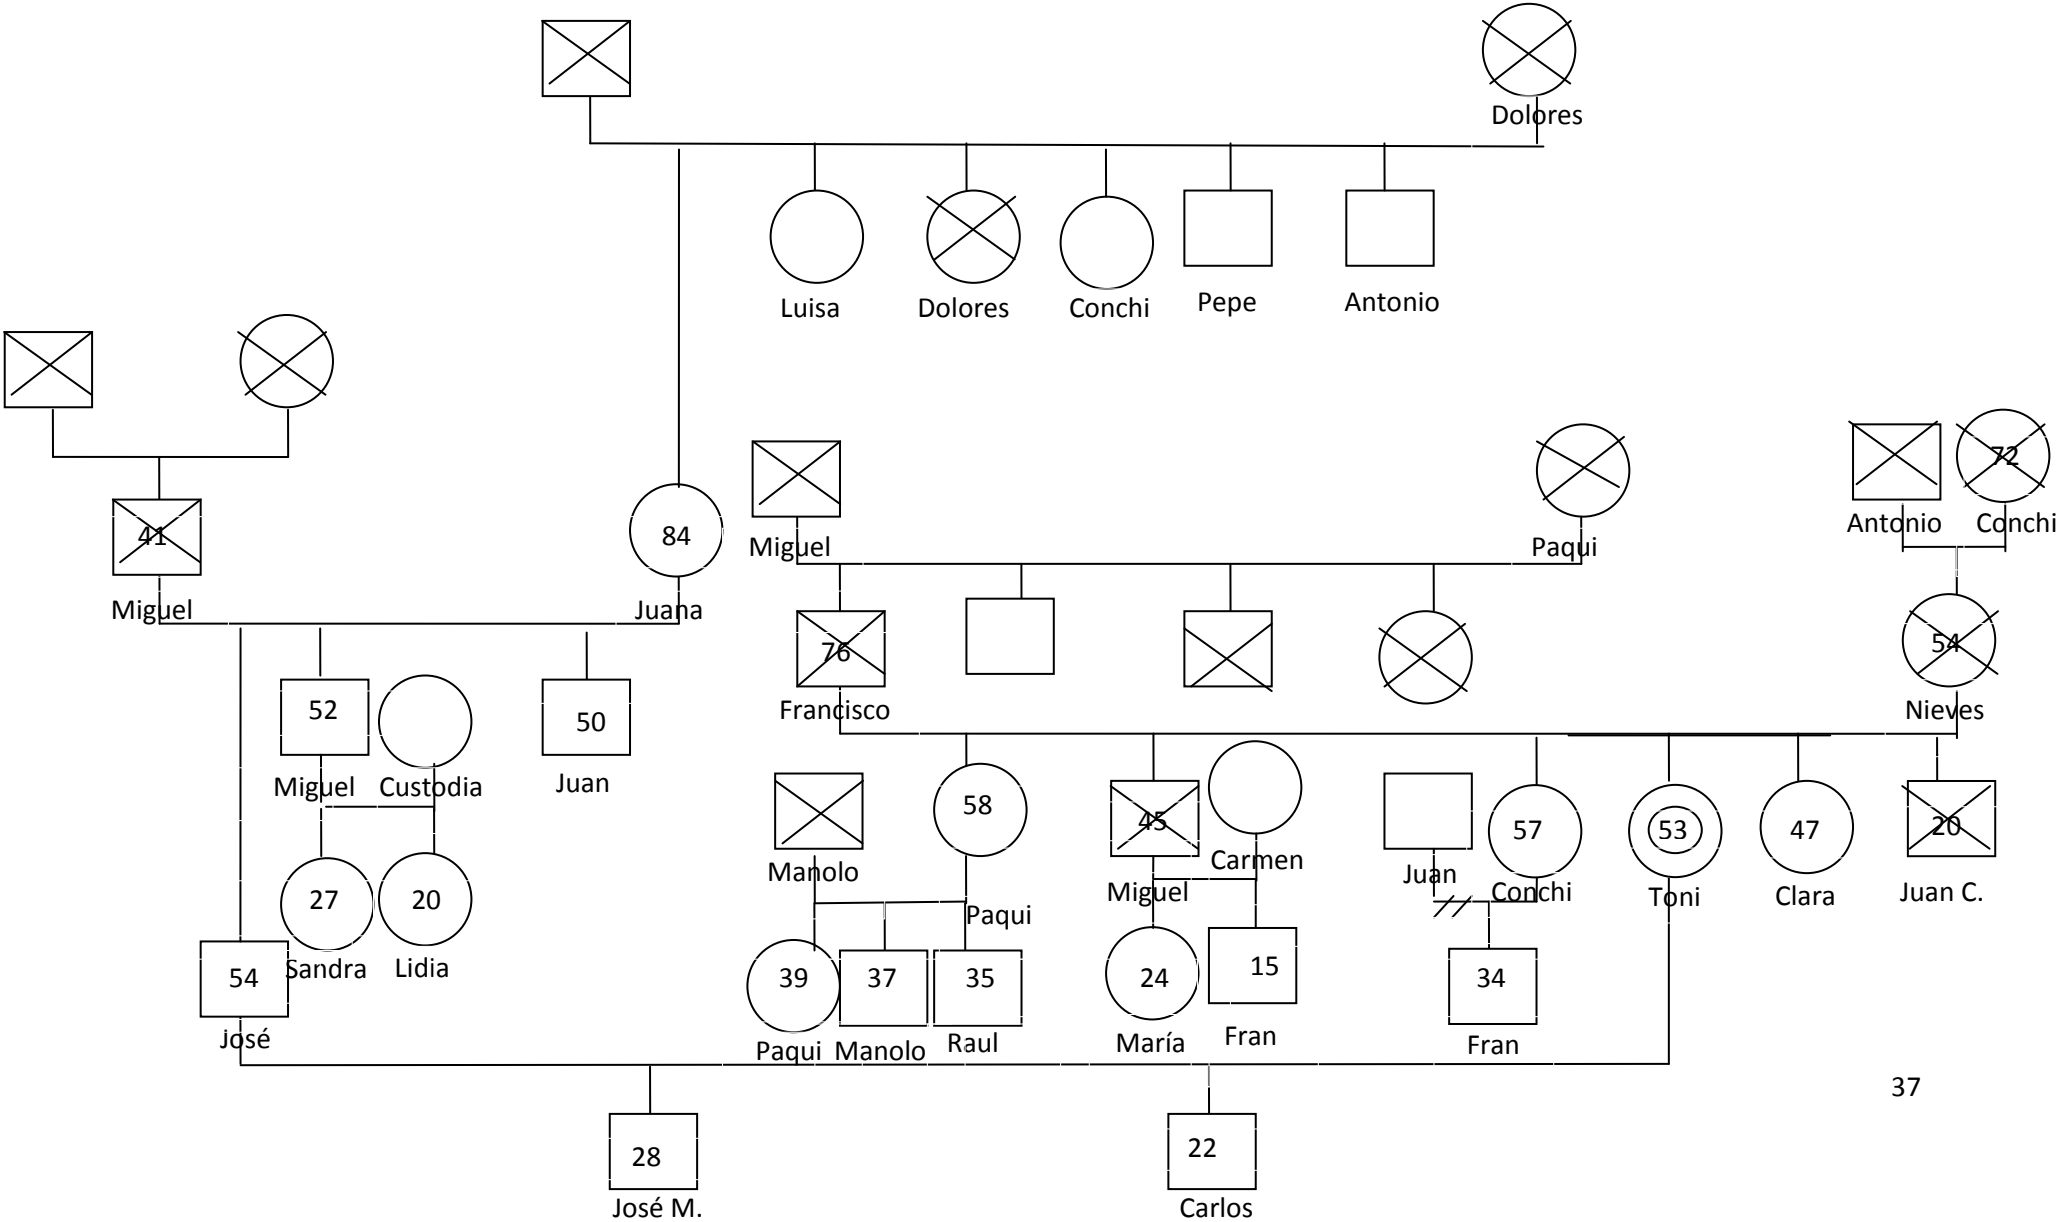 Dolores
Luisa
Dolores
Conchi
Pepe
Antonio
72
Antonio
Conchi
41
84
Miguel
Paqui
Miguel
Juana
76
54
Francisco
Nieves
52
50
Miguel
Custodia
Juan
58
45
57
53
47
20
Manolo
Carmen
Miguel
Juan
Conchi
Toni
Clara
Juan C.
Paqui
27
20
Sandra
Lidia
54
39
37
35
24
15
34
José
Paqui
Manolo
Raul
María
Fran
Fran
37
28
22
José M.
Carlos